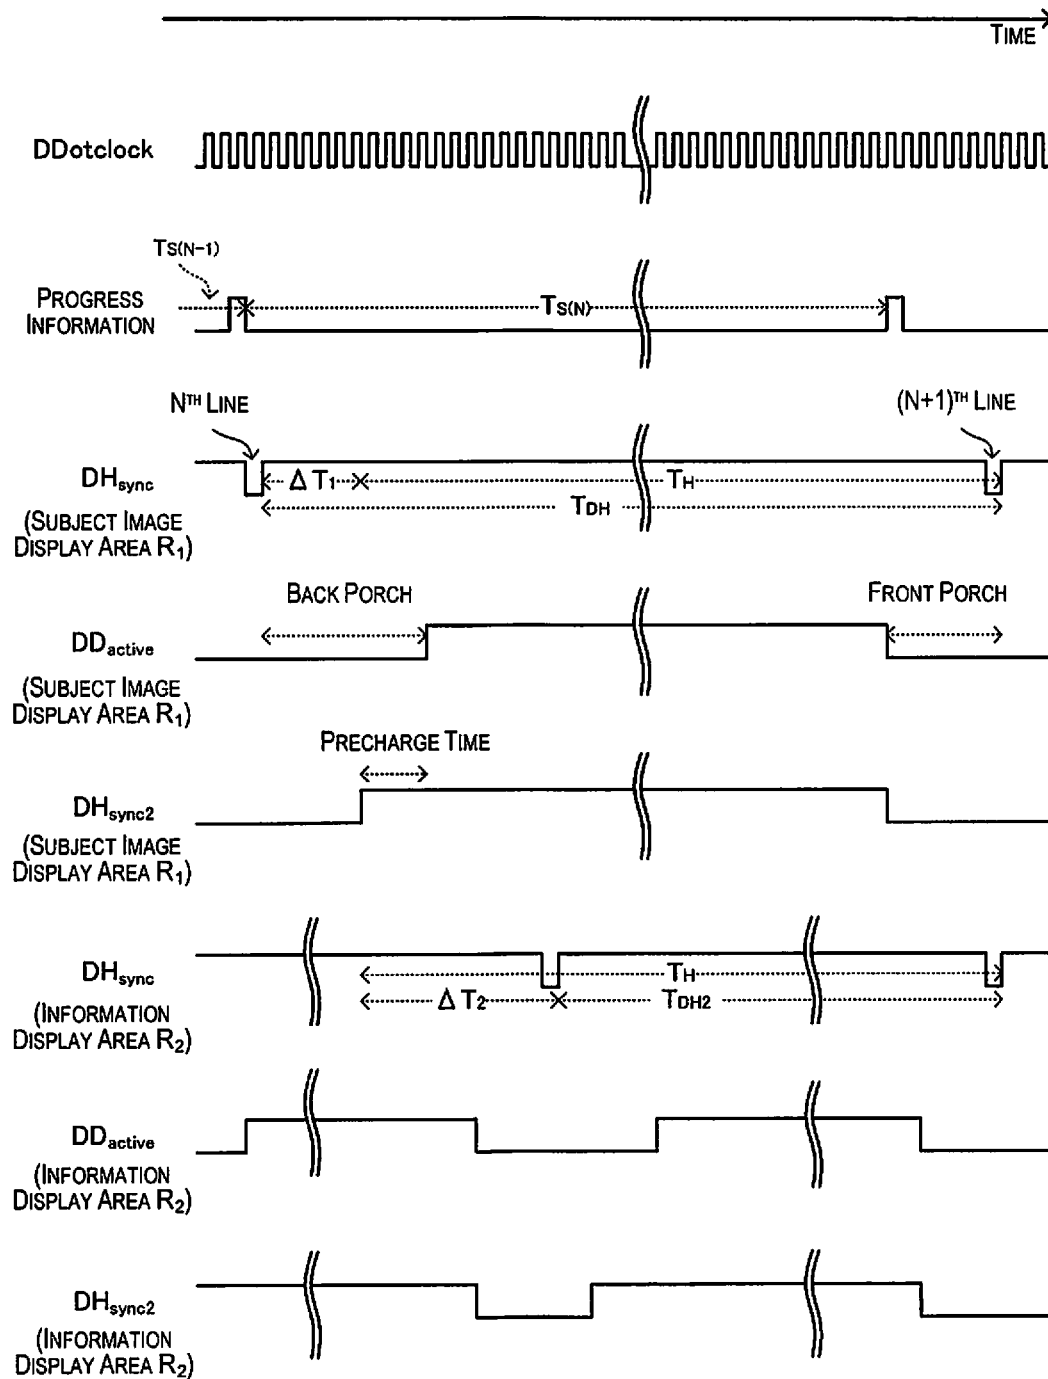 TIME
DDotclock
TS(N-1)
PROGRESS
INFORMATION
TS(N)
NTH LINE
(N+1)TH LINE
DHsync
ΔT1
TH
TDH
(SUBJECT IMAGE
DISPLAY AREA R1)
BACK PORCH
FRONT PORCH
DDactive
(SUBJECT IMAGE
DISPLAY AREA R1)
PRECHARGE TIME
DHsync2
(SUBJECT IMAGE
DISPLAY AREA R1)
DHsync
TH
ΔT2
TDH2
(INFORMATION
DISPLAY AREA R2)
DDactive
(INFORMATION
DISPLAY AREA R2)
DHsync2
(INFORMATION
DISPLAY AREA R2)